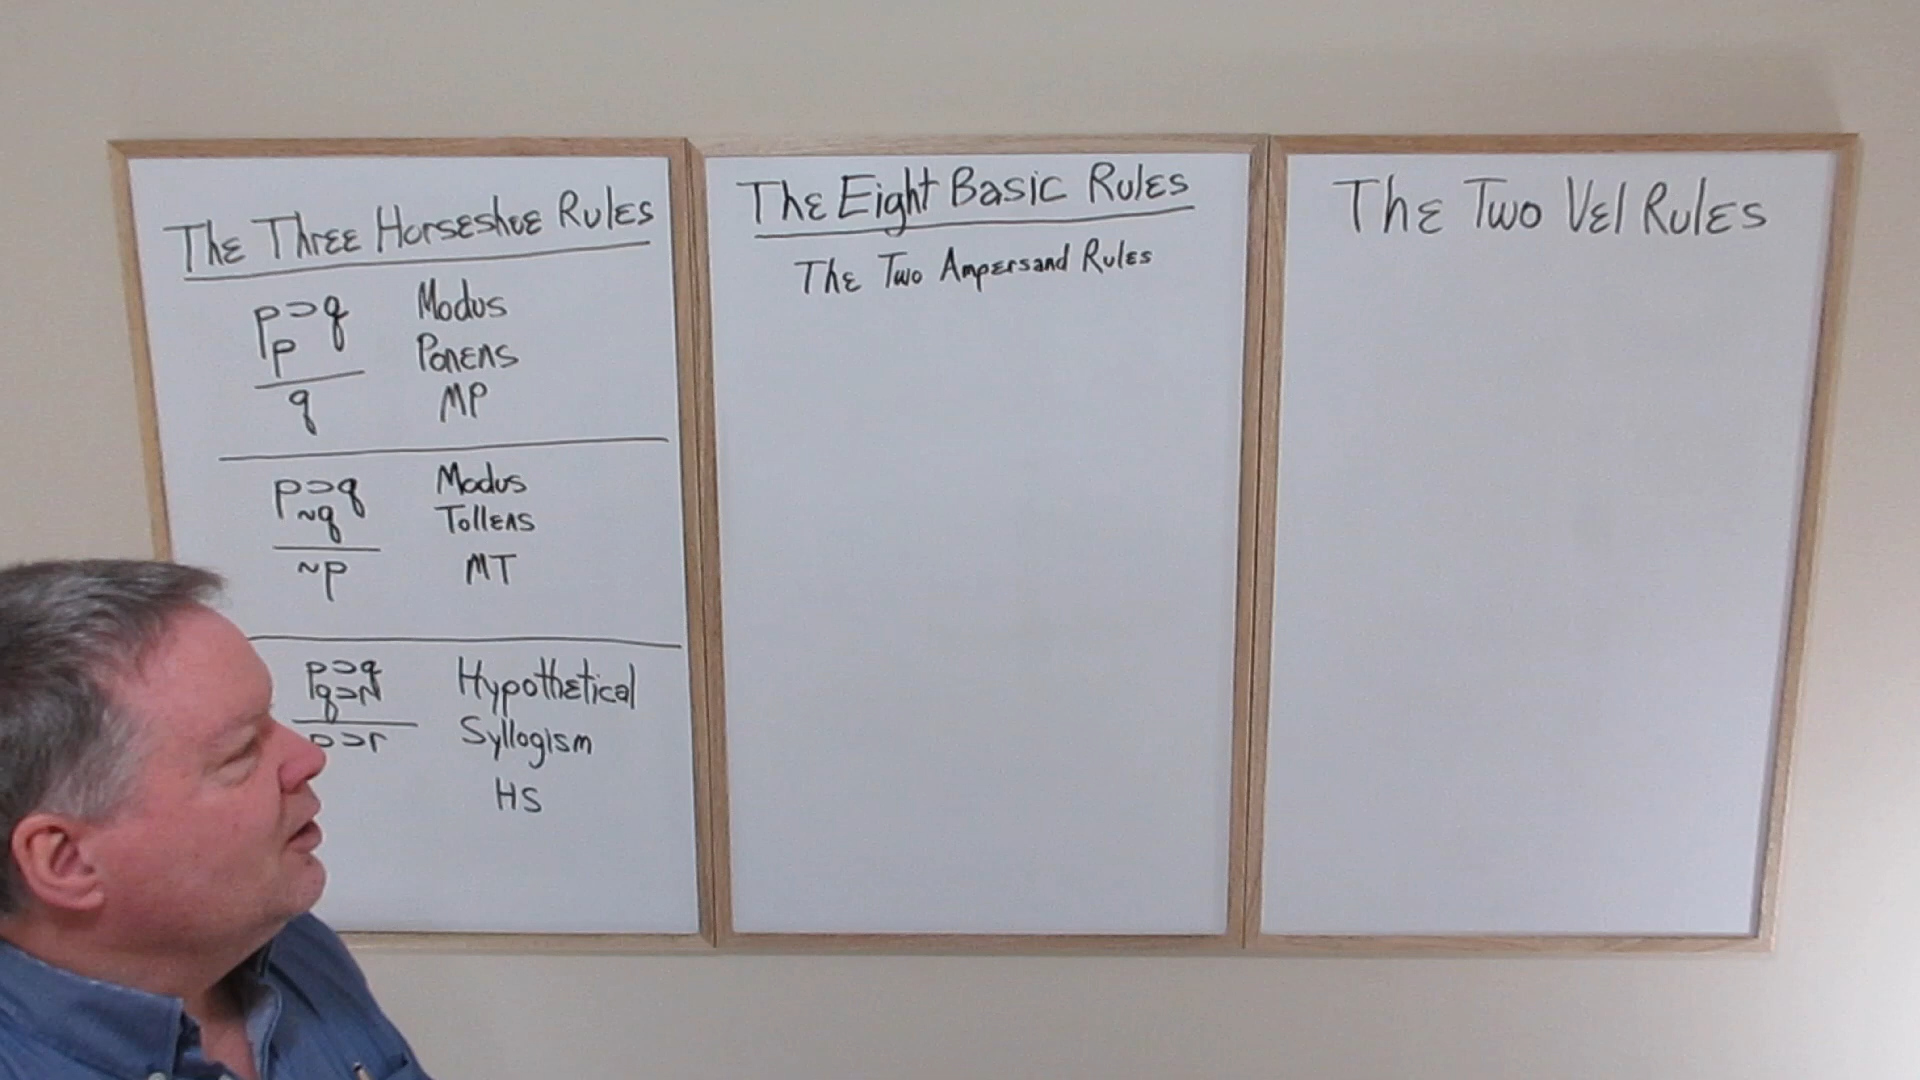 The Three Horseshoe Rules
p⊃q Modus
p Ponens
q MP
p⊃q Modus
~q Tollens
~p MT
p⊃q Hypothetical
q⊃r
p⊃r Syllogism
HS
The Eight Basic Rules
The Two Ampersand Rules
The Two Vel Rules